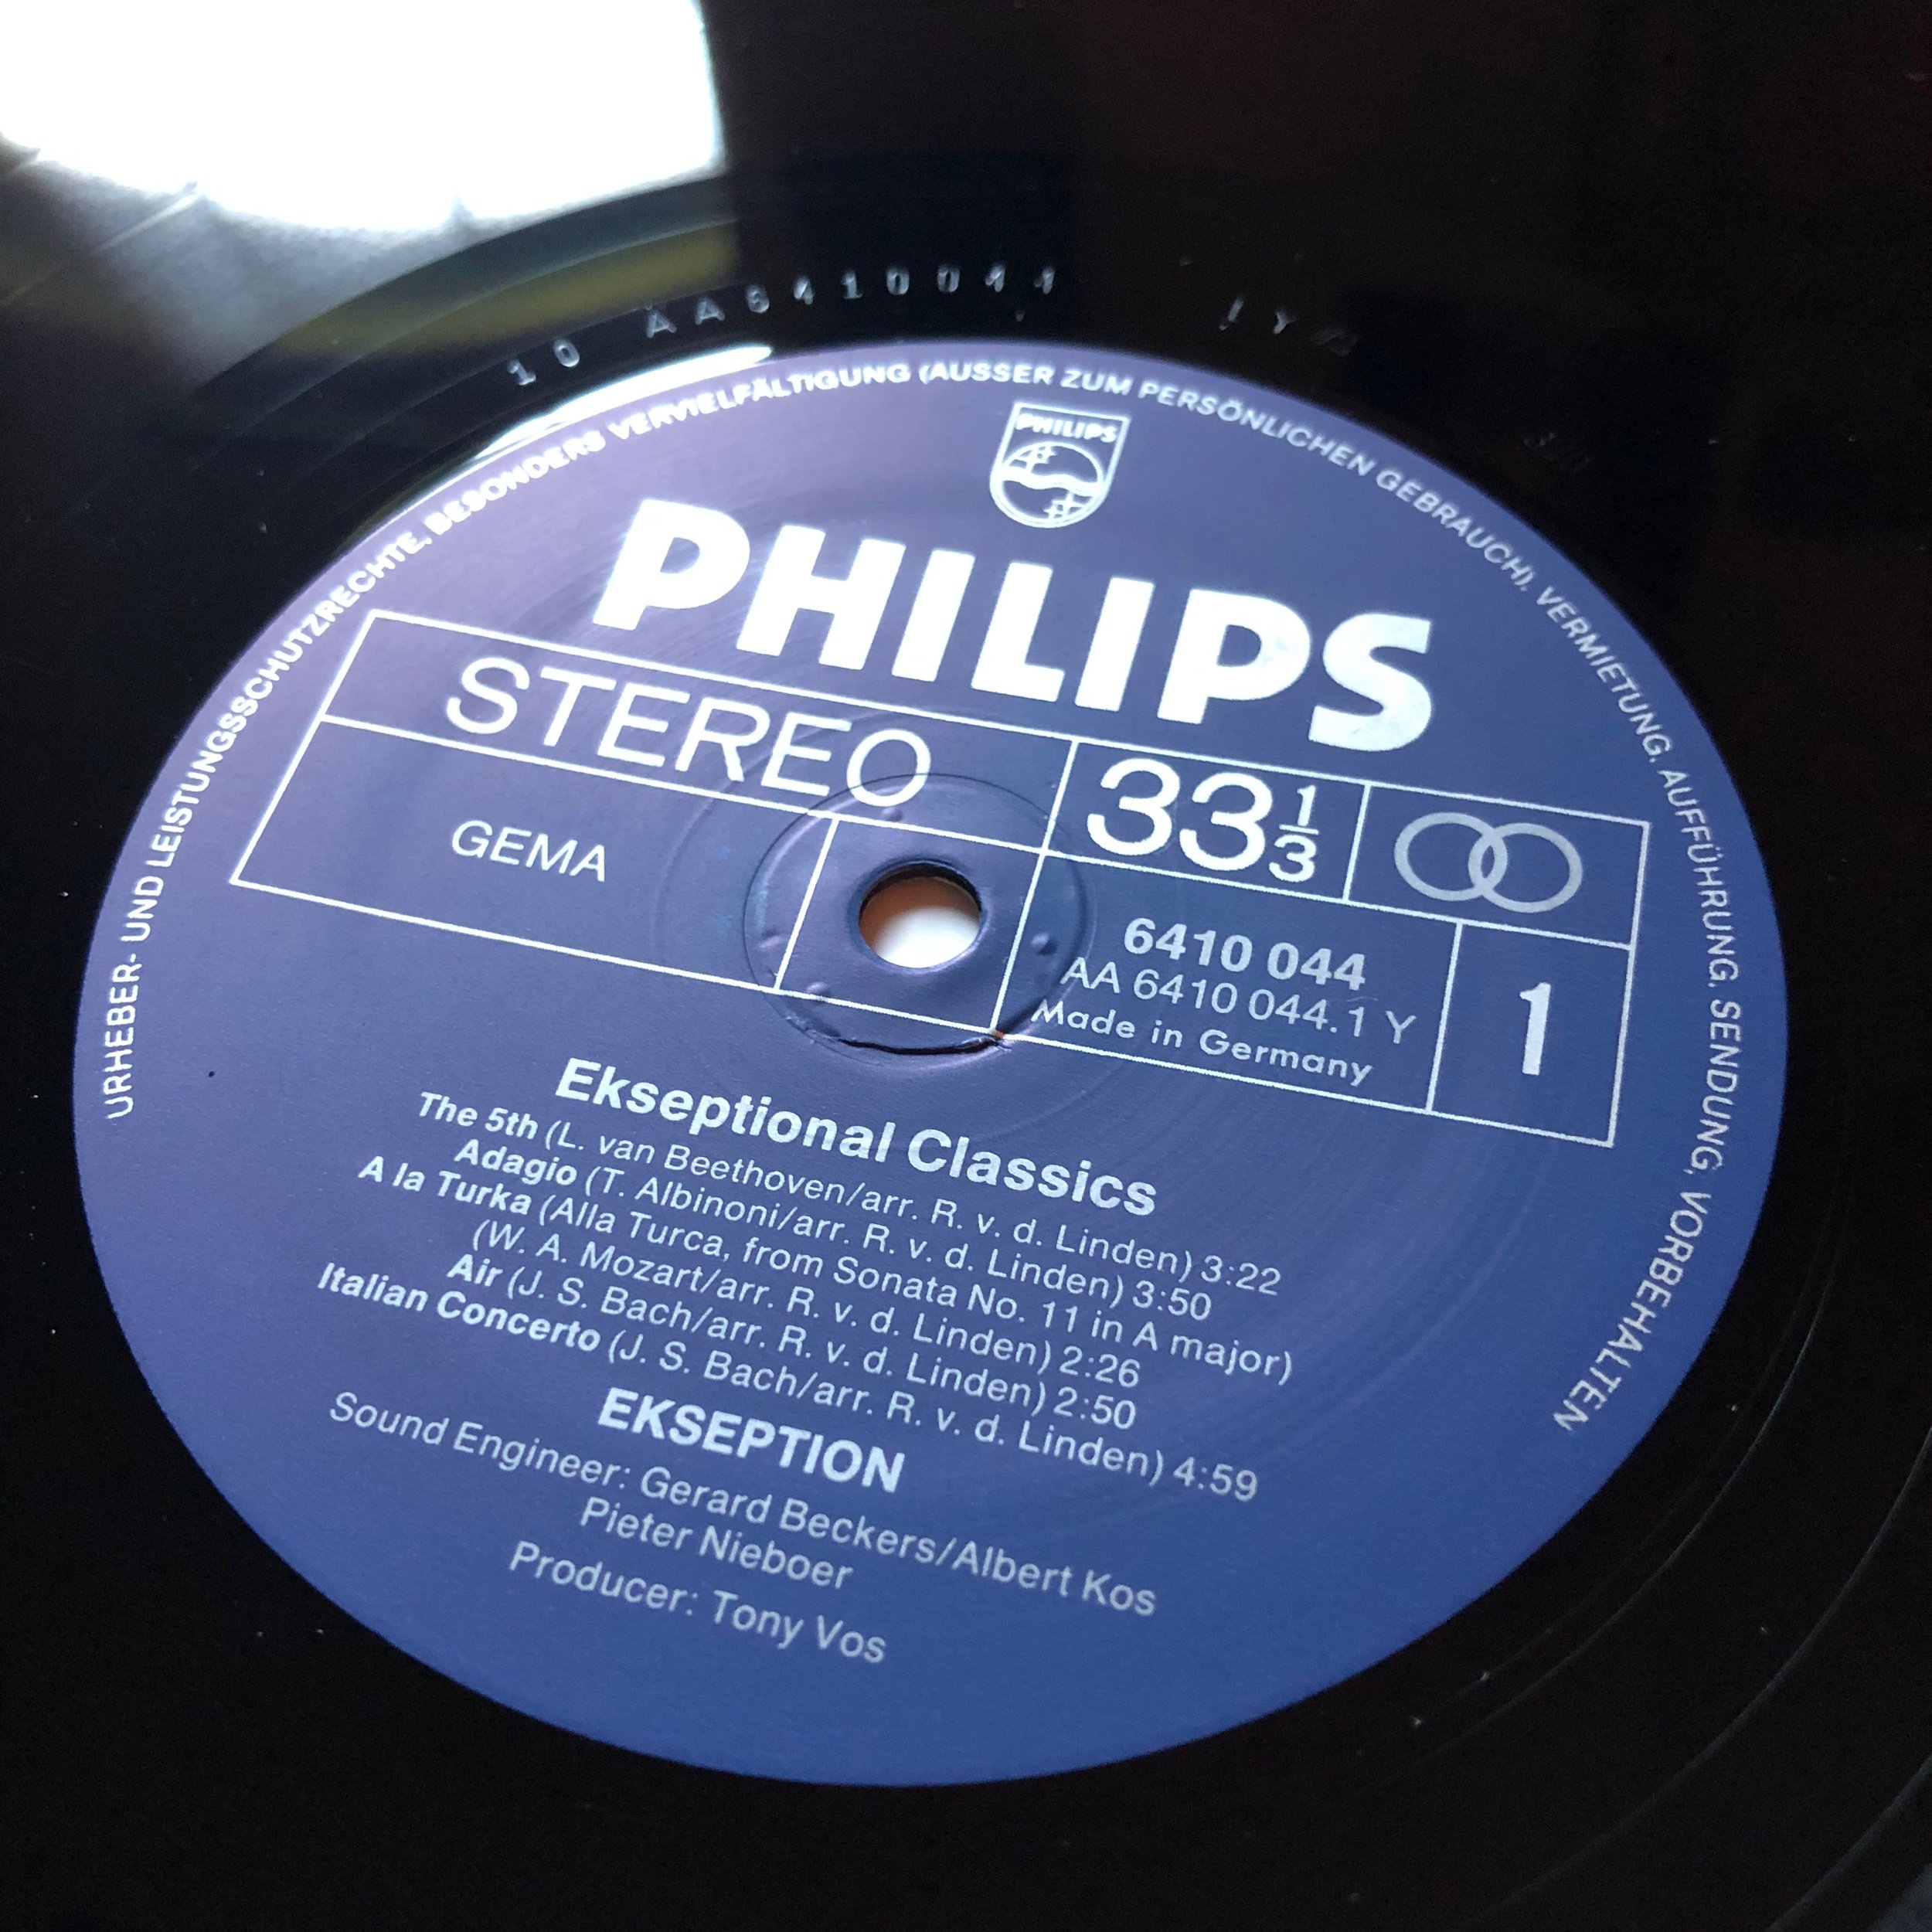 10 AA6410044 1Y
URHEBER- UND LEISTUNGSSCHUTZRECHTE, BESONDERS VERVIELFÄLTIGUNG (AUSSER ZUM PERSÖNLICHEN GEBRAUCH), VERMIETUNG, AUFFÜHRUNG, SENDUNG, VORBEHALTEN
PHILIPS
PHILIPS
STEREO
33 1/3
GEMA
6410 044
AA 6410 044.1 Y
Made in Germany
1
Ekseptional Classics
The 5th (L. van Beethoven/arr. R. v. d. Linden) 3:22
Adagio (T. Albinoni/arr. R. v. d. Linden) 3:50
A la Turka (Alla Turca, from Sonata No. 11 in A major)
(W. A. Mozart/arr. R. v. d. Linden) 2:26
Air (J. S. Bach/arr. R. v. d. Linden) 2:50
Italian Concerto (J. S. Bach/arr. R. v. d. Linden) 4:59
EKSEPTION
Sound Engineer: Gerard Beckers/Albert Kos
Pieter Nieboer
Producer: Tony Vos